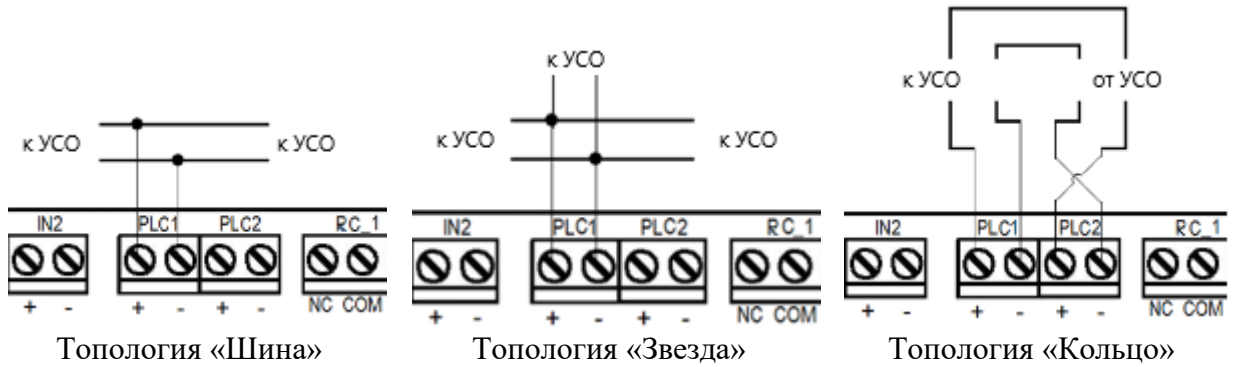 к УСО
к УСО
IN2 PLC1 PLC2 RC_1
+ - + - + - NC COM
Топология «Шина»
к УСО
к УСО
к УСО
IN2 PLC1 PLC2 RC_1
+ - + - + - NC COM
Топология «Звезда»
к УСО
от УСО
IN2 PLC1 PLC2 RC_1
+ - + - + - NC COM
Топология «Кольцо»